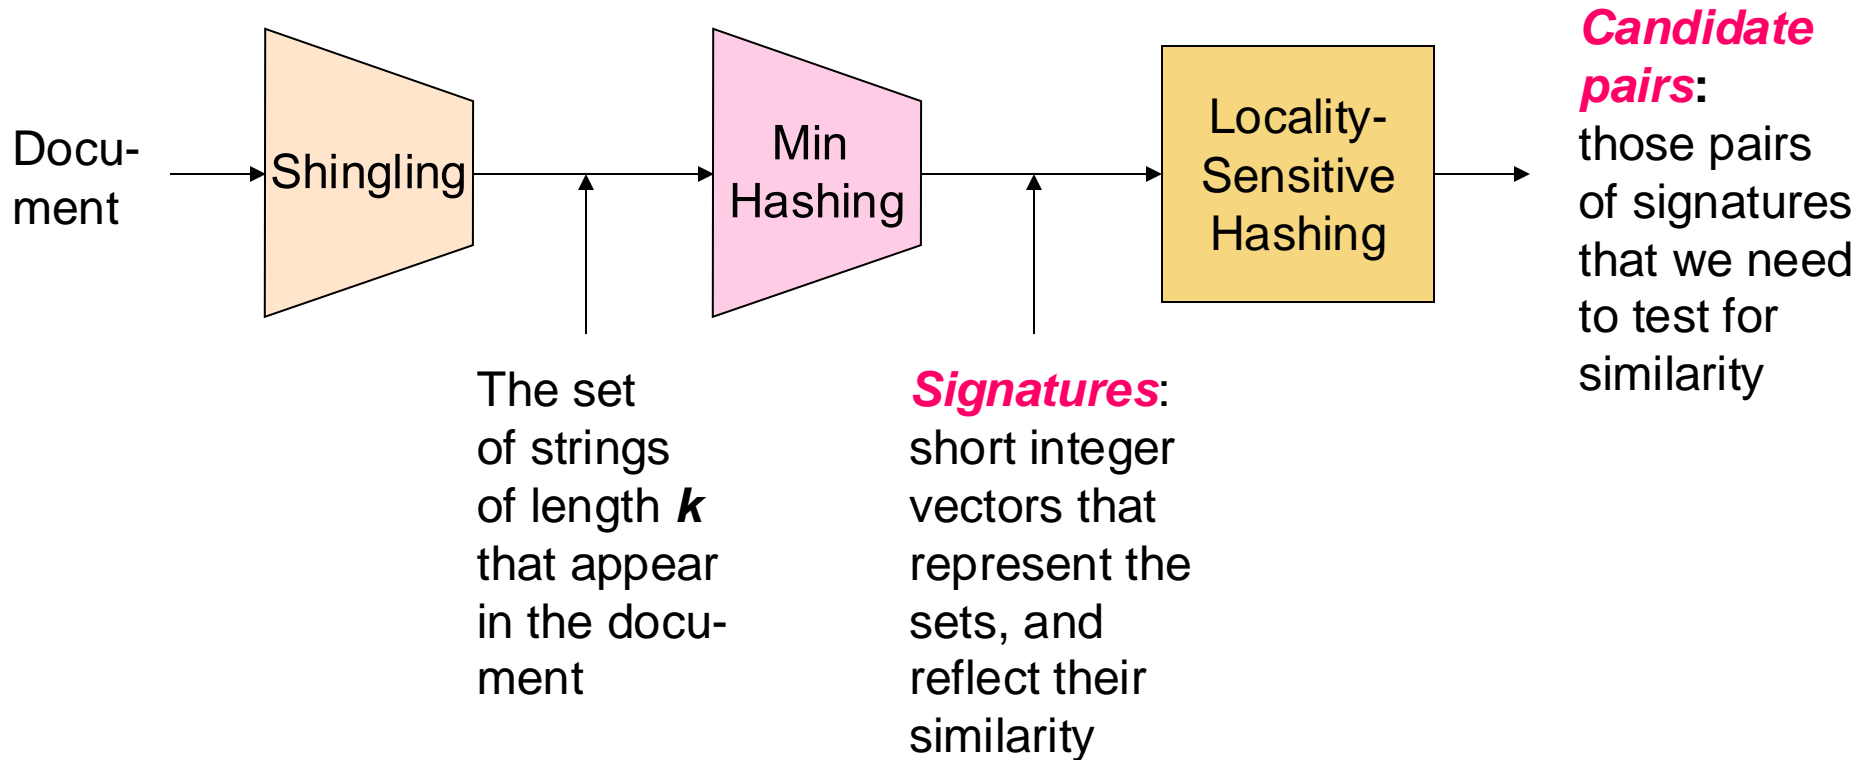 Docu-
ment
Shingling
The set
of strings
of length k
that appear
in the docu-
ment
Min
Hashing
Signatures:
short integer
vectors that
represent the
sets, and
reflect their
similarity
Locality-
Sensitive
Hashing
Candidate
pairs:
those pairs
of signatures
that we need
to test for
similarity